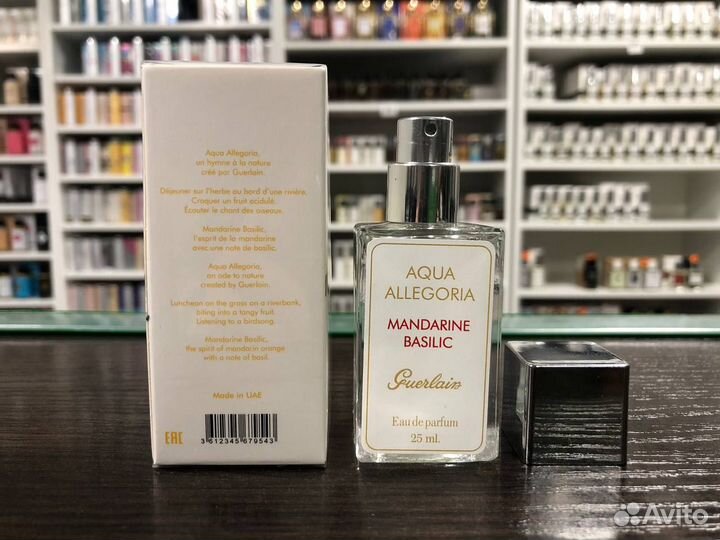 Aqua Allegoria,
un hymne à la nature
créé par Guerlain.
Déjeuner sur l'herbe au bord d'une rivière.
Croquer un fruit acidulé.
Écouter le chant des oiseaux.
Mandarine Basilic,
l'esprit de la mandarine
avec une note de basilic.
Aqua Allegoria,
an ode to nature
created by Guerlain.
Luncheon on the grass on a riverbank,
biting into a tangy fruit.
Listening to a birdsong.
Mandarine Basilic,
the spirit of mandarin orange
with a note of basil.
Made in UAE
EAC
3 612345 679543
AQUA
ALLEGORIA
MANDARINE
BASILIC
Guerlain
Eau de parfum
25 ml.
Avito